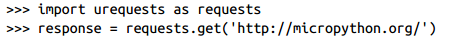 >>> import urequests as requests
>>> response = requests.get('http://micropython.org/')